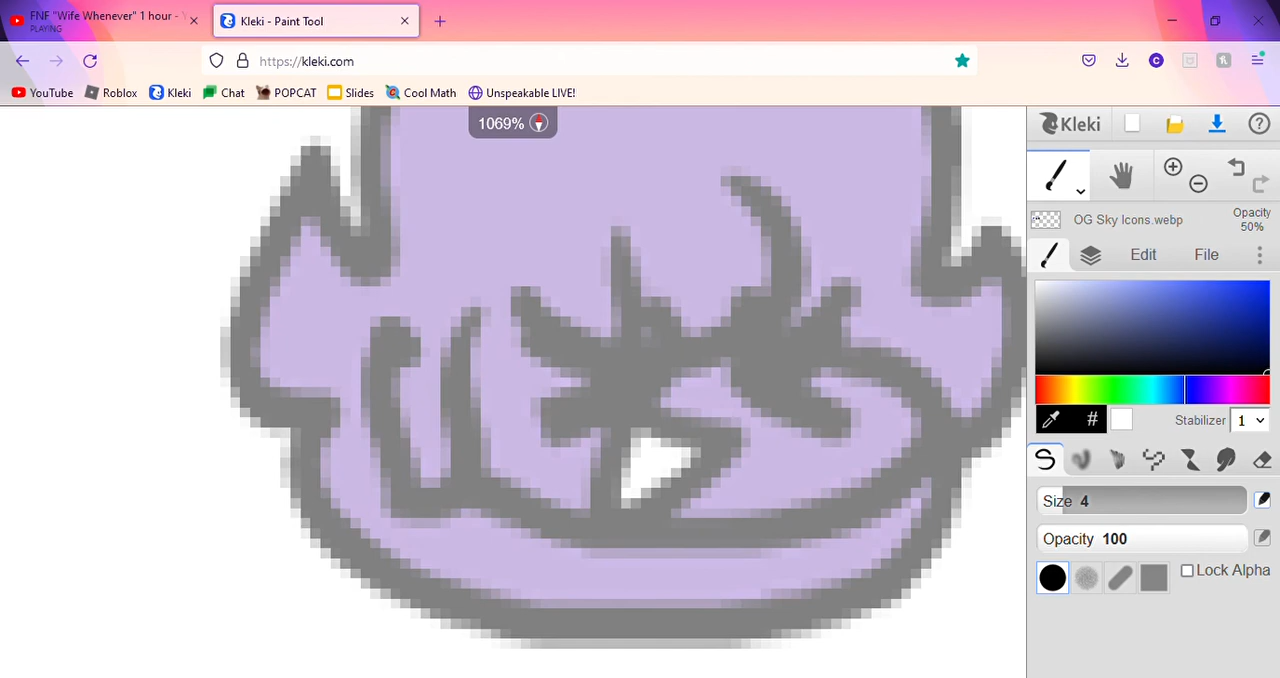 FNF "Wife Whenever" 1 hour -
PLAYING
Kleki - Paint Tool
https://kleki.com
YouTube Roblox Kleki Chat POPCAT Slides Cool Math Unspeakable LIVE!
1069%
Kleki
OG Sky Icons.webp
Opacity
50%
Edit File
# Stabilizer 1
Size 4
Opacity 100
Lock Alpha